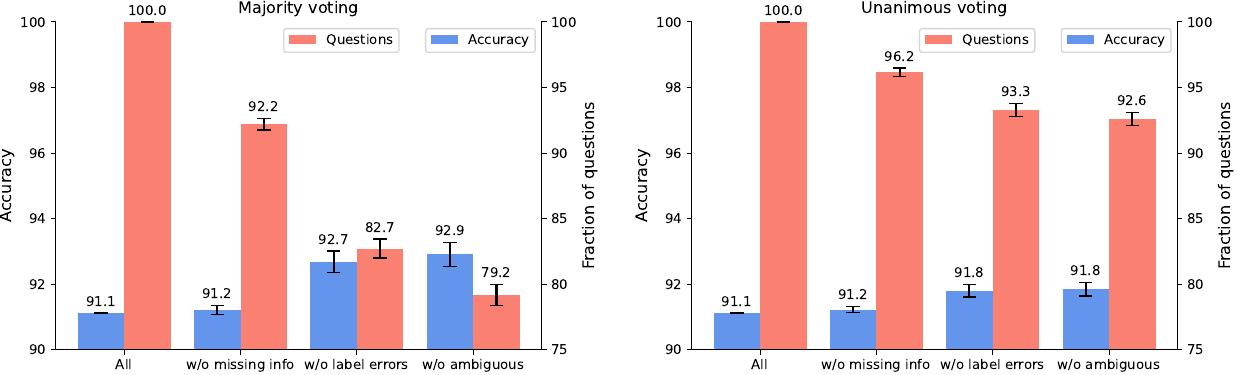 Majority voting
Questions
Accuracy
Accuracy
100
98
96
94
92
90
100
95
90
85
80
75
Fraction of questions
100.0
92.2
82.7
79.2
91.1
91.2
92.7
92.9
All
w/o missing info
w/o label errors
w/o ambiguous
Unanimous voting
Questions
Accuracy
Accuracy
100
98
96
94
92
90
100
95
90
85
80
75
Fraction of questions
100.0
96.2
93.3
92.6
91.1
91.2
91.8
91.8
All
w/o missing info
w/o label errors
w/o ambiguous